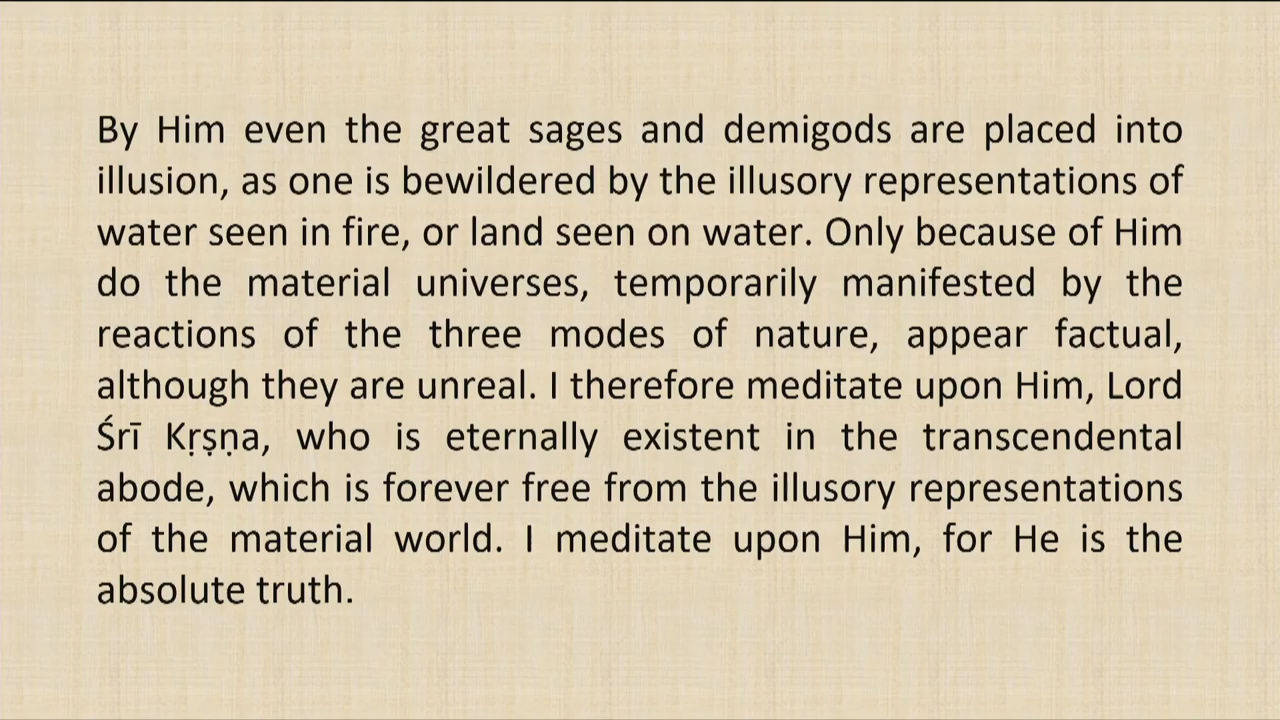 By Him even the great sages and demigods are placed into
illusion, as one is bewildered by the illusory representations of
water seen in fire, or land seen on water. Only because of Him
do the material universes, temporarily manifested by the
reactions of the three modes of nature, appear factual,
although they are unreal. I therefore meditate upon Him, Lord
Śrī Kṛṣṇa, who is eternally existent in the transcendental
abode, which is forever free from the illusory representations
of the material world. I meditate upon Him, for He is the
absolute truth.